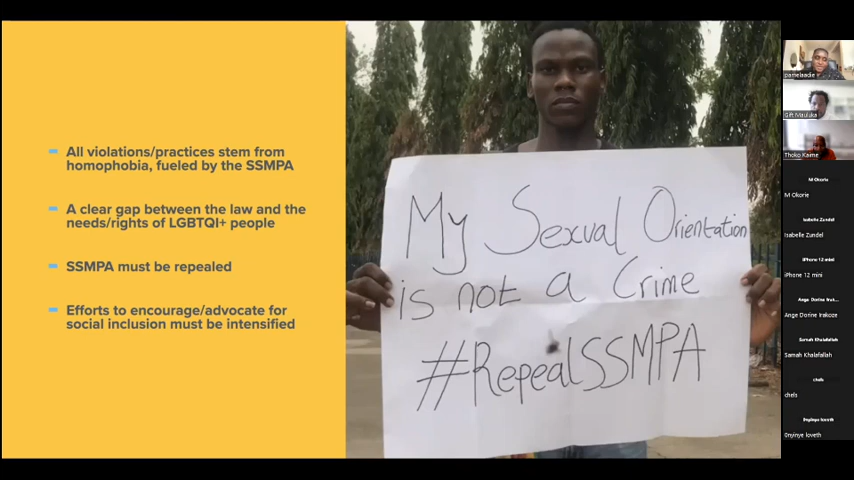 All violations/practices stem from
homophobia, fueled by the SSMPA
A clear gap between the law and the
needs/rights of LGBTQI+ people
SSMPA must be repealed
Efforts to encourage/advocate for
social inclusion must be intensified
My Sexual Orientation
is not a Crime
#RepealSSMPA
pamelaadie
Gift Mauluka
Thoko Kaime
M Okorie
M Okorie
Isabelle Zundel
Isabelle Zundel
iPhone 12 mini
iPhone 12 mini
Ange Dorine Irakoze
Samah Khalafallah
Samah Khalafallah
chels
chels
Onyinye loveth
Onyinye loveth